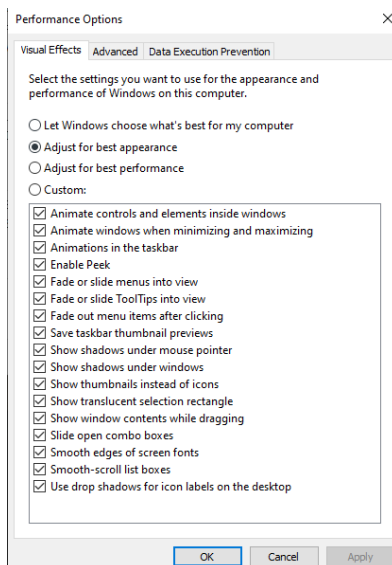 Performance Options
Visual Effects Advanced Data Execution Prevention
Select the settings you want to use for the appearance and
performance of Windows on this computer.
Let Windows choose what's best for my computer
Adjust for best appearance
Adjust for best performance
Custom:
Animate controls and elements inside windows
Animate windows when minimizing and maximizing
Animations in the taskbar
Enable Peek
Fade or slide menus into view
Fade or slide ToolTips into view
Fade out menu items after clicking
Save taskbar thumbnail previews
Show shadows under mouse pointer
Show shadows under windows
Show thumbnails instead of icons
Show translucent selection rectangle
Show window contents while dragging
Slide open combo boxes
Smooth edges of screen fonts
Smooth-scroll list boxes
Use drop shadows for icon labels on the desktop
OK Cancel Apply